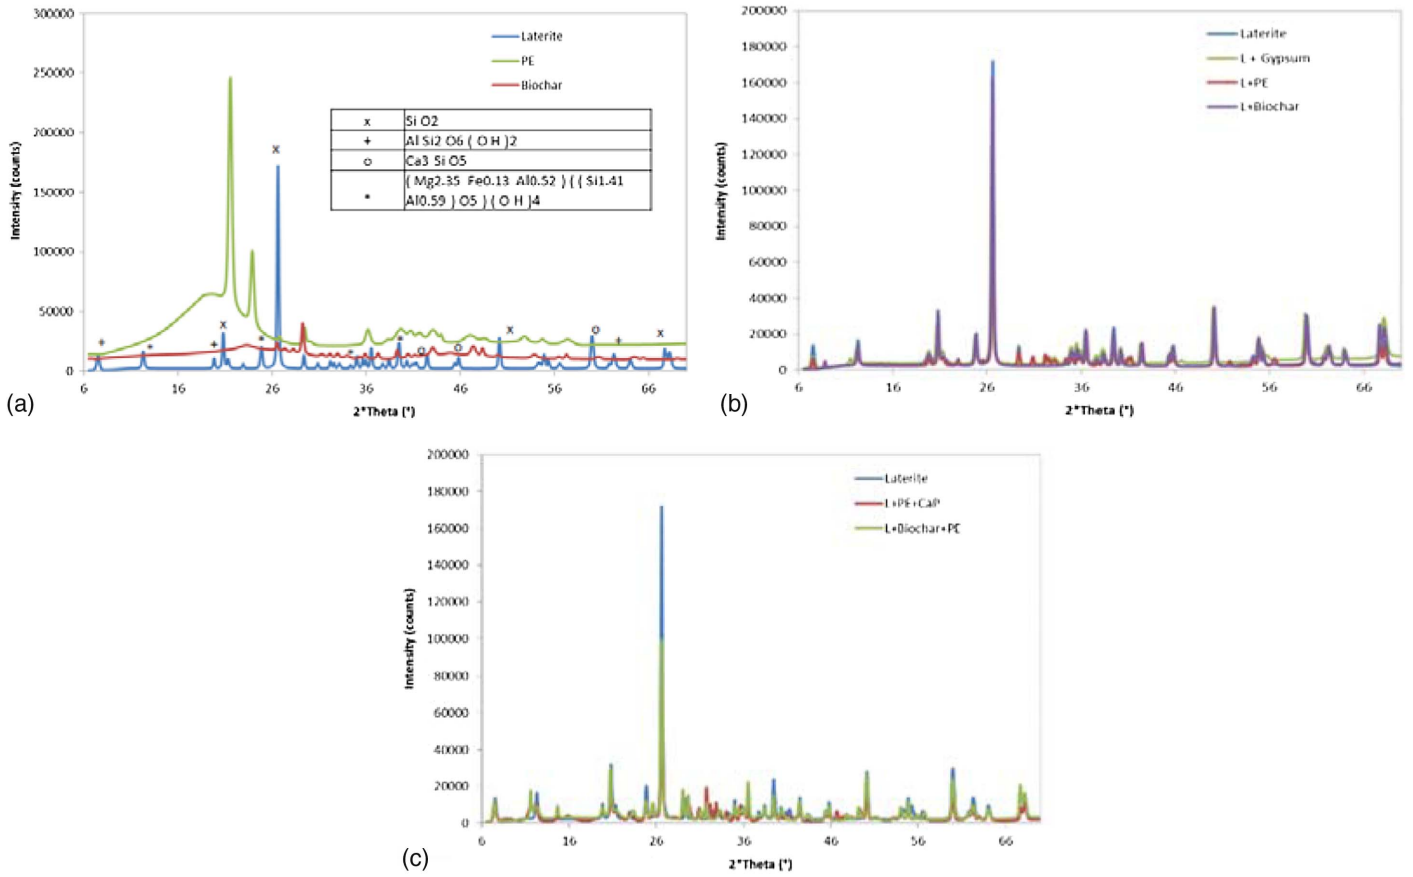 300000
250000
200000
150000
100000
50000
0
Intensity (counts)
6 16 26 36 46 56 66
2*Theta (°)
Laterite
PE
Biochar
x Si O2
+ Al Si2 O6 ( O H )2
o Ca3 Si O5
( Mg2.35 Fe0.13 Al0.52 ) ( ( Si1.41
* Al0.59 ) O5 ) ( O H )4
x
x
+
*
+
*
*
*
o
o
x
o
+
x
(a)
200000
180000
160000
140000
120000
100000
80000
60000
40000
20000
0
Intensity (counts)
6 16 26 36 46 56 66
2*Theta (°)
Laterite
L + Gypsum
L+PE
L+Biochar
(b)
200000
180000
160000
140000
120000
100000
80000
60000
40000
20000
0
Intensity (counts)
6 16 26 36 46 56 66
2*Theta (°)
Laterite
L+PE+CaP
L+Biochar+PE
(c)